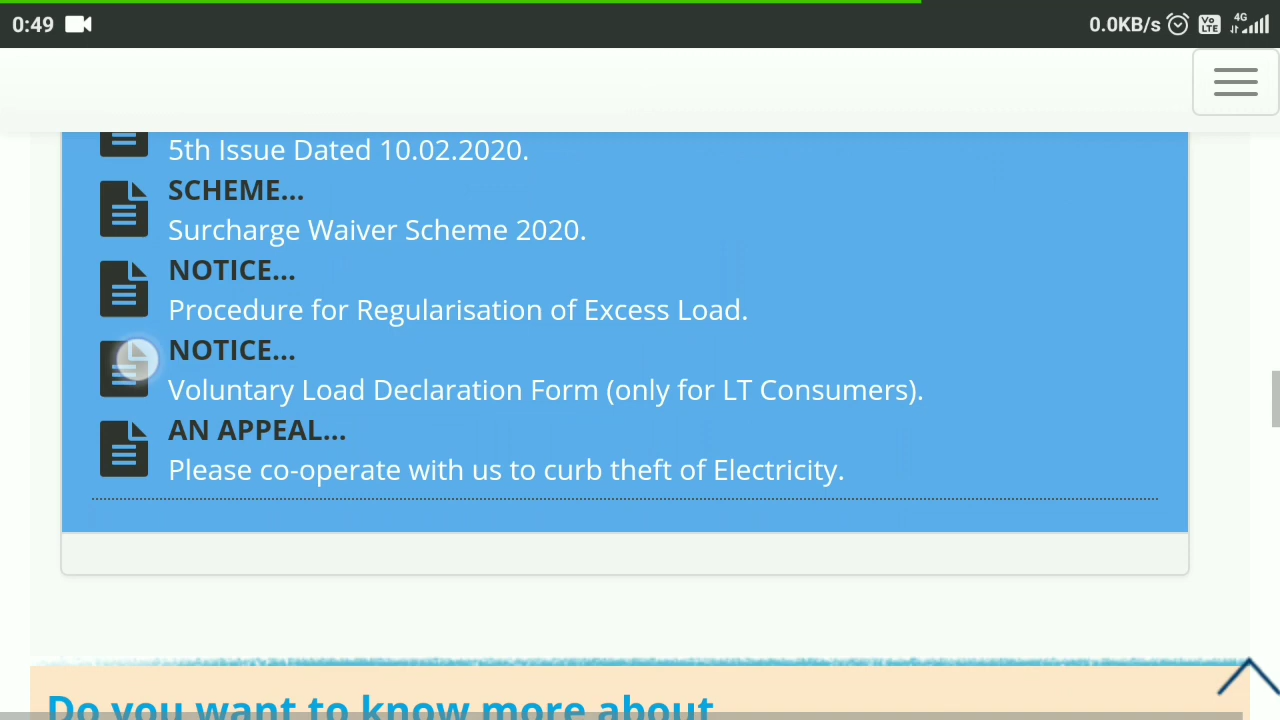 0:49
0.0KB/s Vo LTE 4G
5th Issue Dated 10.02.2020.
SCHEME...
Surcharge Waiver Scheme 2020.
NOTICE...
Procedure for Regularisation of Excess Load.
NOTICE...
Voluntary Load Declaration Form (only for LT Consumers).
AN APPEAL...
Please co-operate with us to curb theft of Electricity.
Do you want to know more about